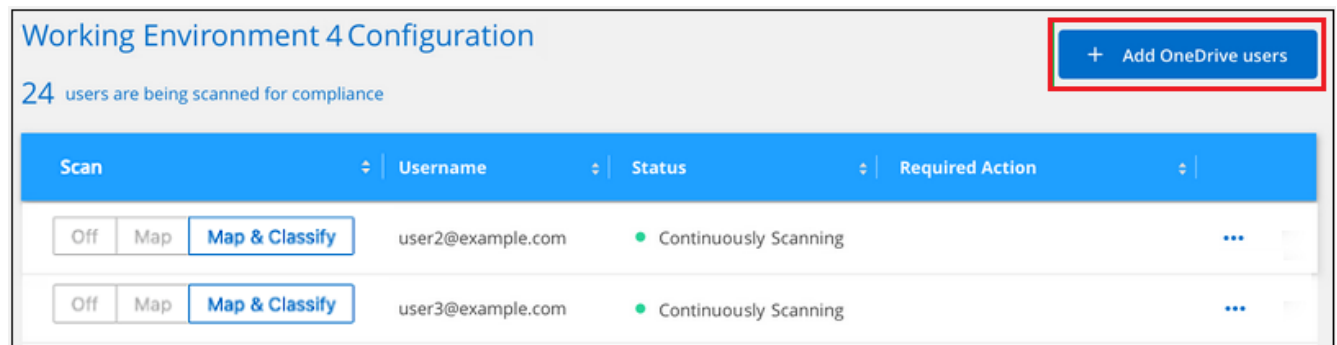 Working Environment 4 Configuration
+ Add OneDrive users
24 users are being scanned for compliance
Scan Username Status Required Action
Off Map Map & Classify user2@example.com Continuously Scanning
Off Map Map & Classify user3@example.com Continuously Scanning